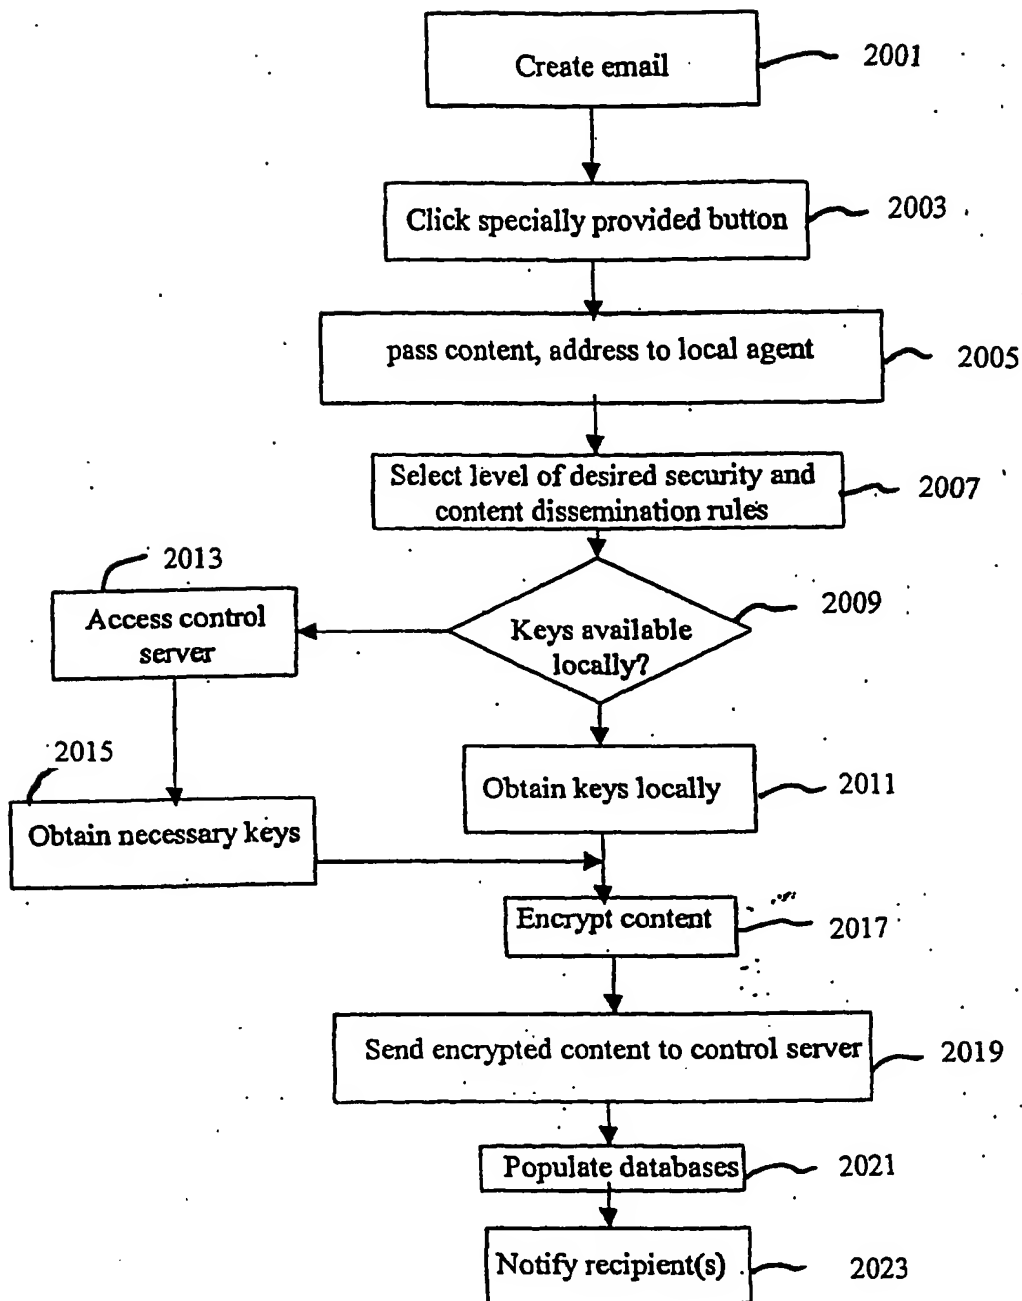 Create email
2001
Click specially provided button
2003
pass content, address to local agent
2005
Select level of desired security and
content dissemination rules
2007
2013
Access control
server
Keys available
locally?
2009
2015
Obtain necessary keys
Obtain keys locally
2011
Encrypt content
2017
Send encrypted content to control server
2019
Populate databases
2021
Notify recipient(s)
2023